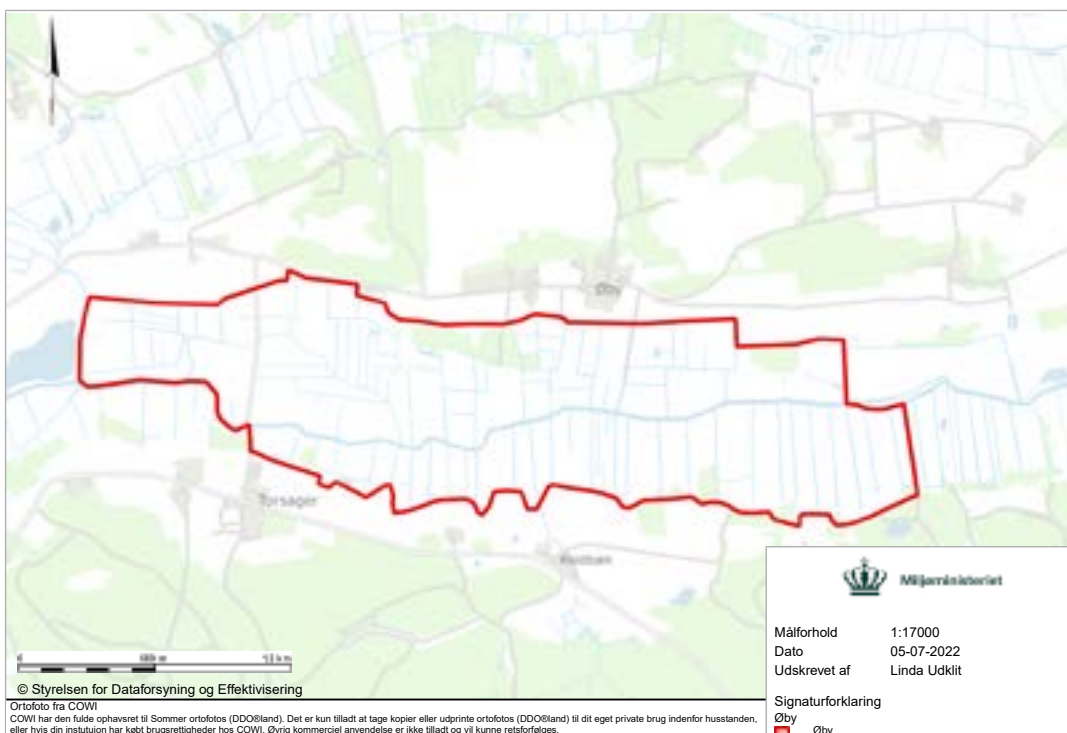 Øby
Torsager
0
© Styrelsen for Dataforsyning og Effektivisering
Ortofoto fra COWI
COWI har den fulde ophavsret til Sommer ortofotos (DDO®land). Det er kun tilladt at tage kopier eller udprinte ortofotos (DDO®land) til dit eget private brug indenfor husstanden,
eller hvis din instutuion har købt brugsrettigheder hos COWI. Øvrig kommerciel anvendelse er ikke tilladt og vil kunne retsforfølges.
Miljøministeriet
Målforhold 1:17000
Dato 05-07-2022
Udskrevet af Linda Udklit
Signaturforklaring
Øby
Øby